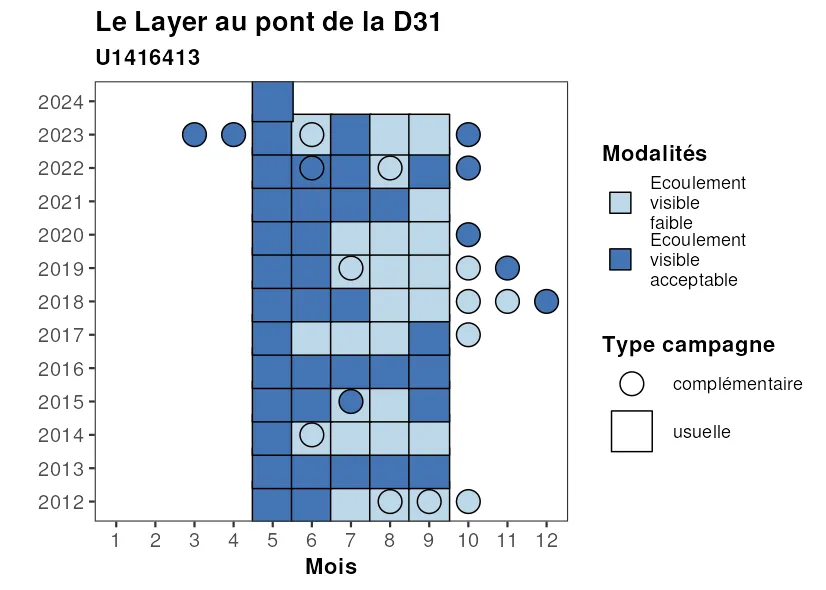 Le Layer au pont de la D31
U1416413
2024
2023
2022
2021
2020
2019
2018
2017
2016
2015
2014
2013
2012
1 2 3 4 5 6 7 8 9 10 11 12
Mois
Modalités
Ecoulement
visible
faible
Ecoulement
visible
acceptable
Type campagne
complémentaire
usuelle